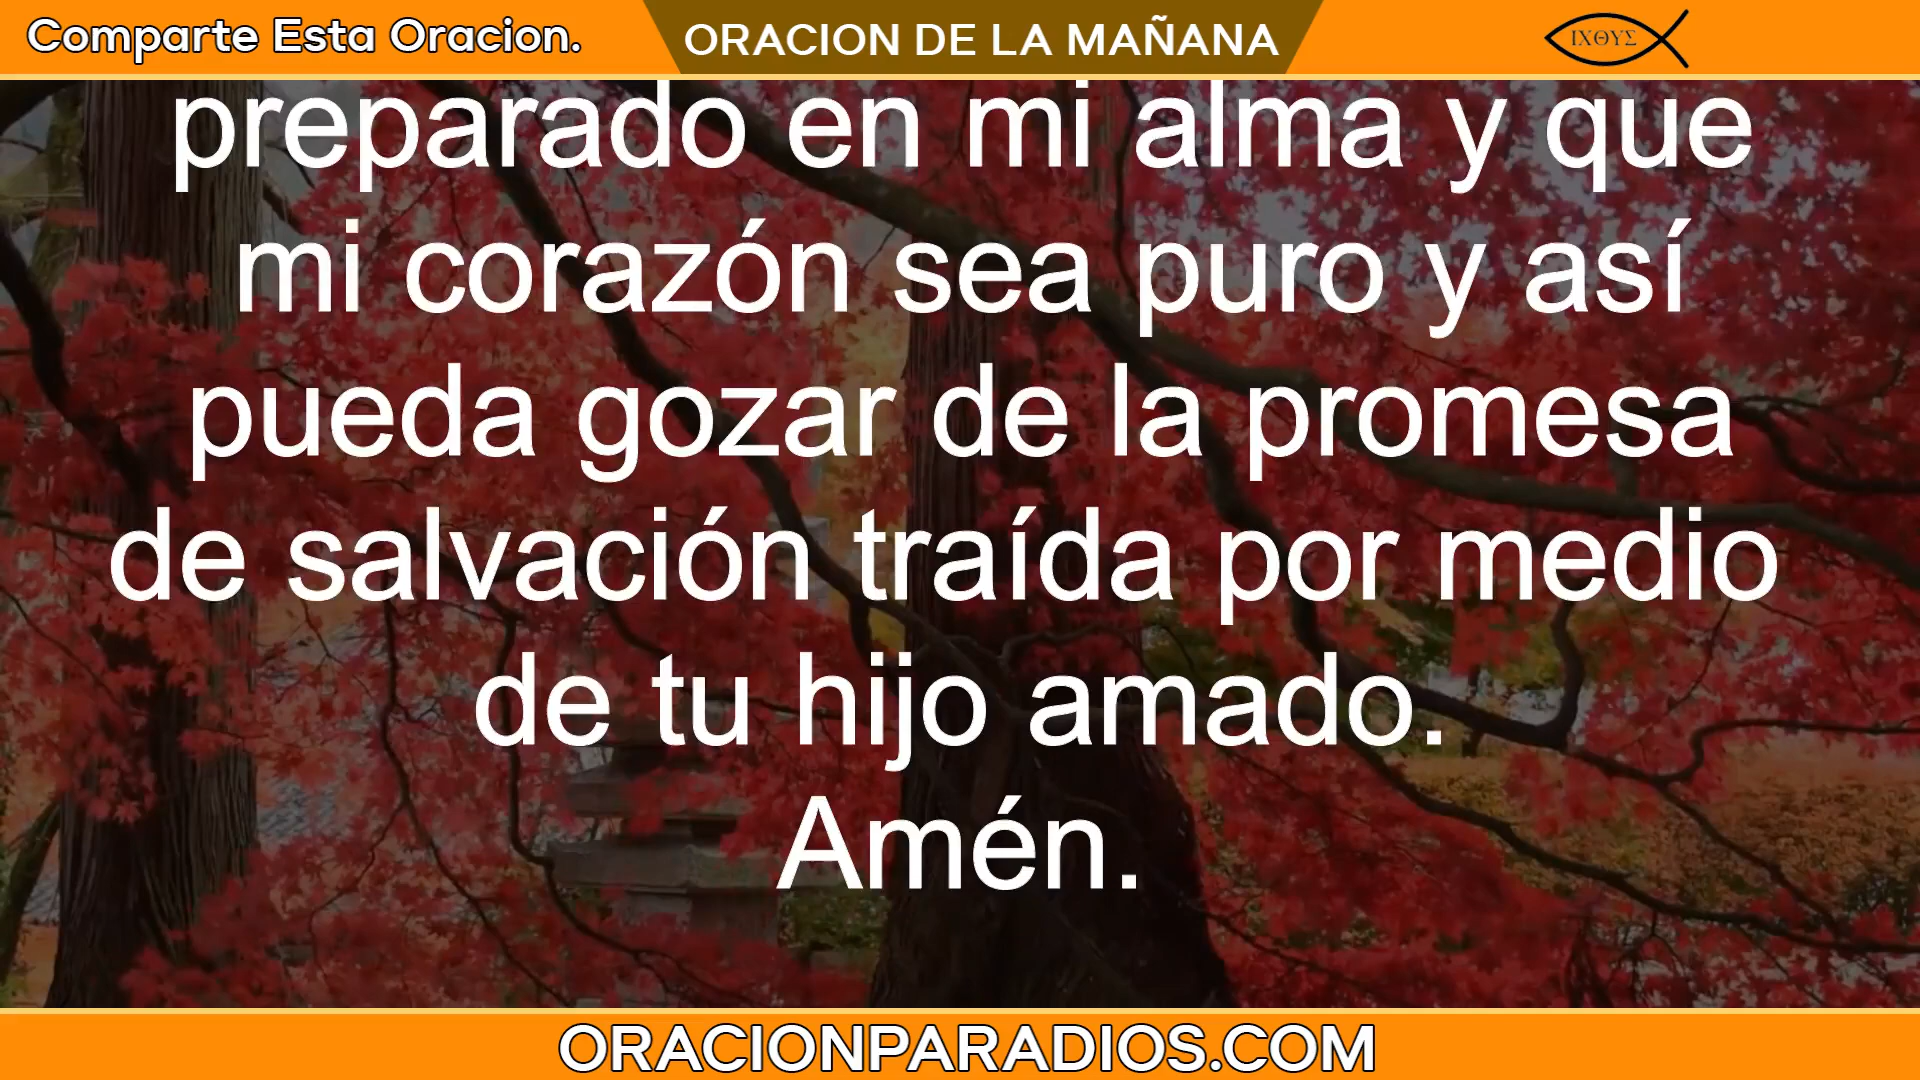 Comparte Esta Oracion.
ORACION DE LA MAÑANA
ΙΧΘΥΣ
preparado en mi alma y que
mi corazón sea puro y así
pueda gozar de la promesa
de salvación traída por medio
de tu hijo amado.
Amén.
ORACIONPARADIOS.COM